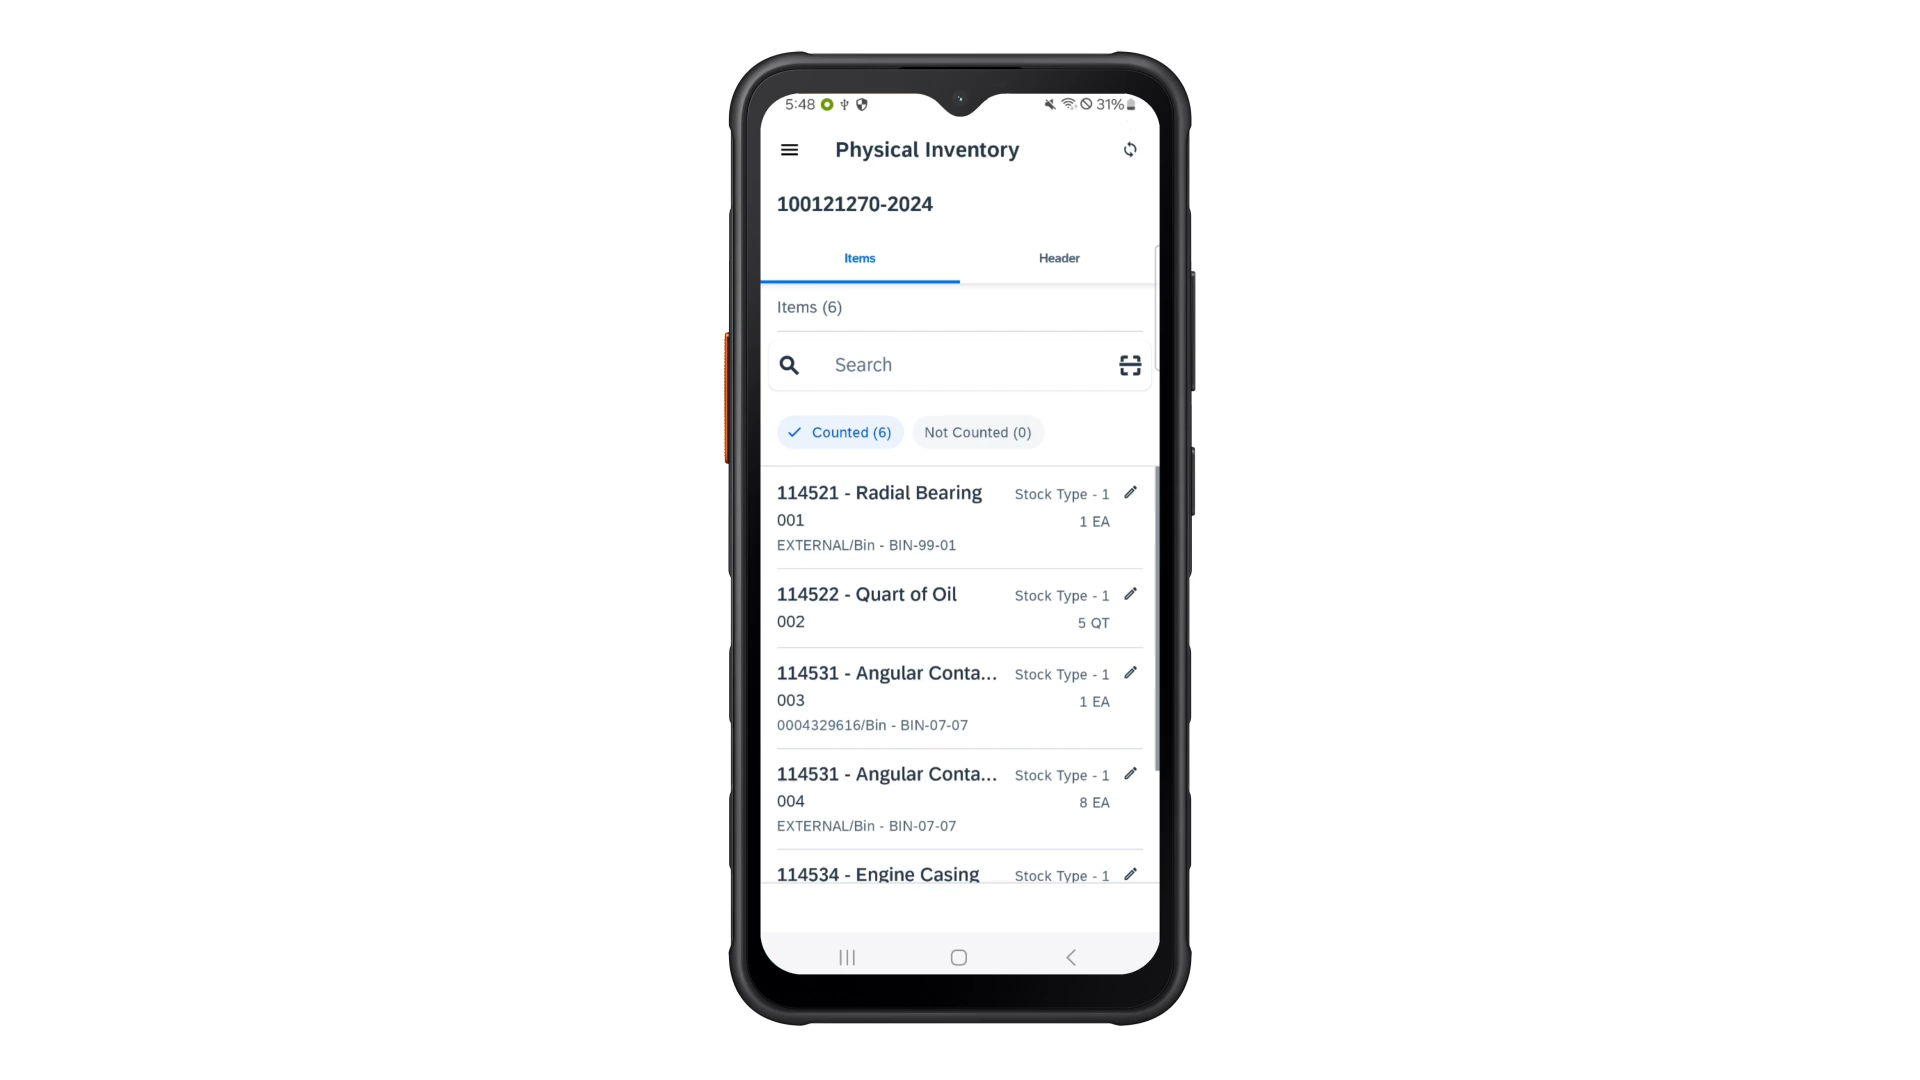 5:48 31%
Physical Inventory
100121270-2024
Items Header
Items (6)
Search
Counted (6) Not Counted (0)
114521 - Radial Bearing Stock Type - 1
001 1 EA
EXTERNAL/Bin - BIN-99-01
114522 - Quart of Oil Stock Type - 1
002 5 QT
114531 - Angular Conta... Stock Type - 1
003 1 EA
0004329616/Bin - BIN-07-07
114531 - Angular Conta... Stock Type - 1
004 8 EA
EXTERNAL/Bin - BIN-07-07
114534 - Engine Casing Stock Type - 1